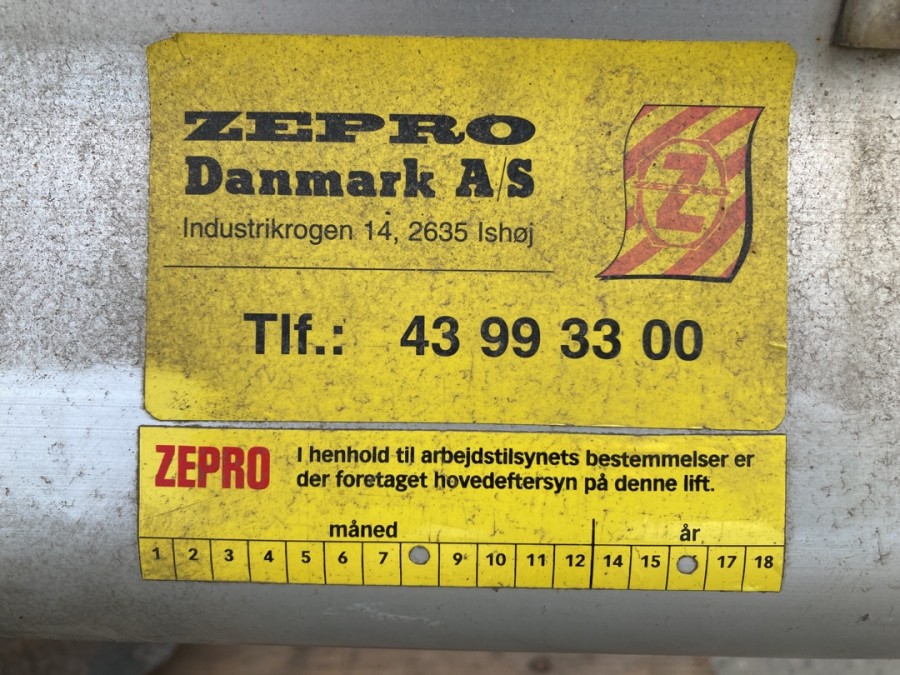 ZEPRO
Danmark A/S
Industrikrogen 14, 2635 Ishøj
Z
Tlf.: 43 99 33 00
ZEPRO I henhold til arbejdstilsynets bestemmelser er
der foretaget hovedeftersyn på denne lift.
måned år
1 2 3 4 5 6 7 9 10 11 12 14 15 17 18